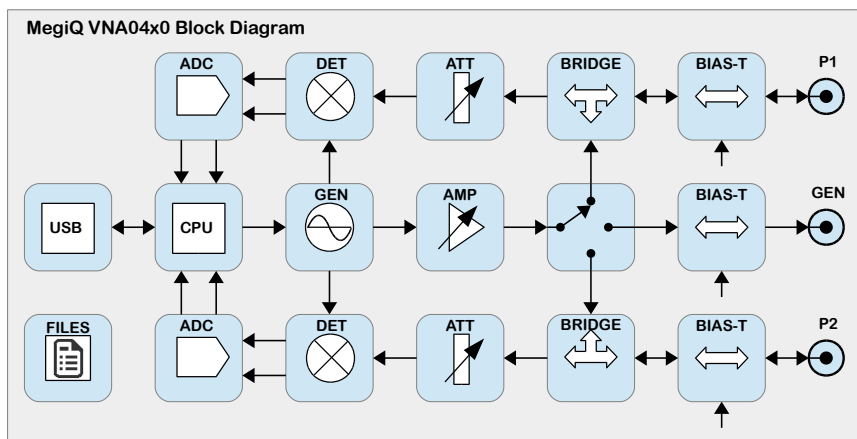 MegiQ VNA04x0 Block Diagram
ADC DET ATT BRIDGE BIAS-T P1
GEN AMP BIAS-T GEN
USB CPU
FILES ADC DET ATT BRIDGE BIAS-T P2